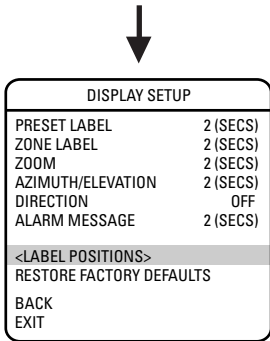 DISPLAY SETUP
PRESET LABEL 2 (SECS)
ZONE LABEL 2 (SECS)
ZOOM 2 (SECS)
AZIMUTH/ELEVATION 2 (SECS)
DIRECTION OFF
ALARM MESSAGE 2 (SECS)
<LABEL POSITIONS>
RESTORE FACTORY DEFAULTS
BACK
EXIT